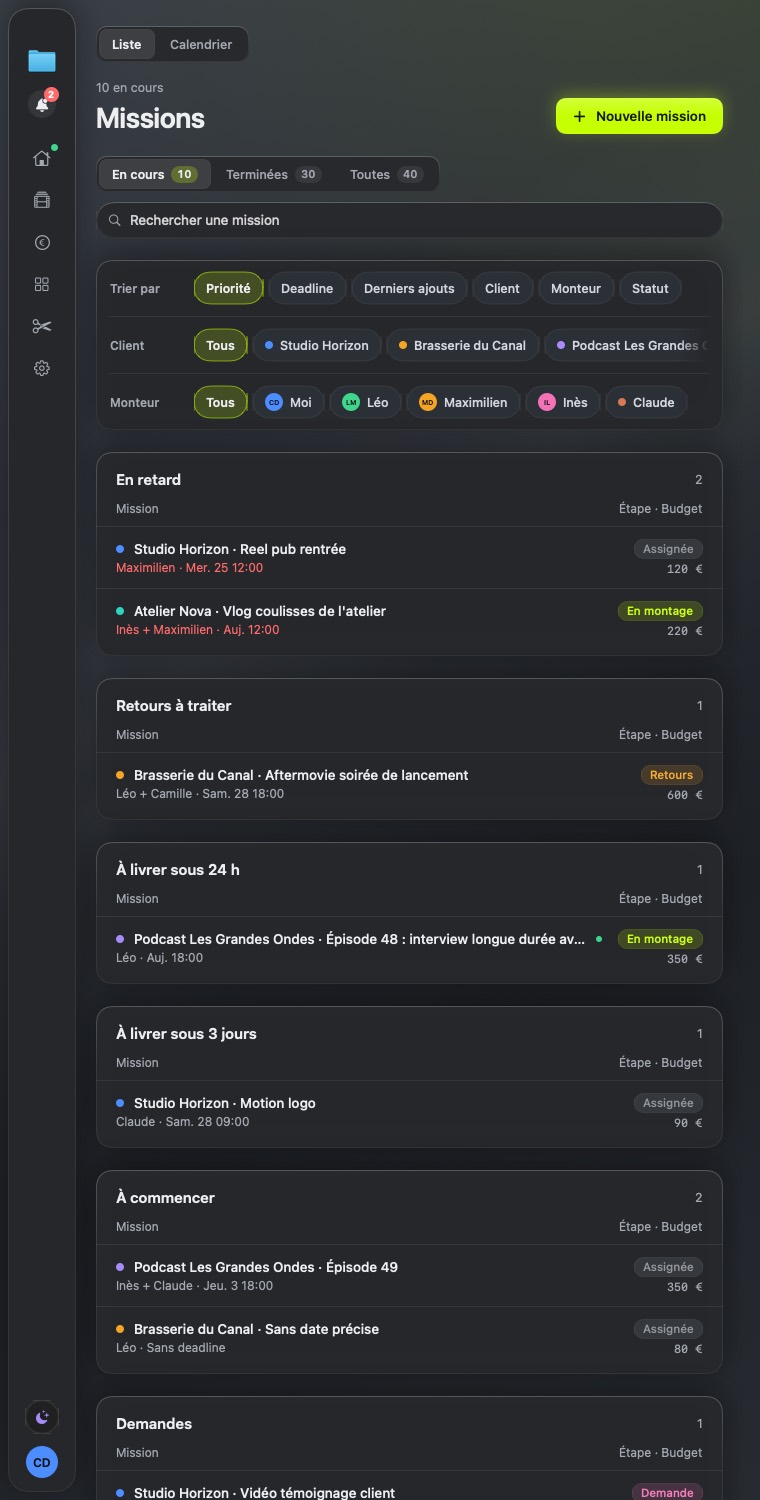 2
Liste Calendrier
10 en cours
Missions
Nouvelle mission
En cours 10 Terminées 30 Toutes 40
Rechercher une mission
Trier par Priorité Deadline Derniers ajouts Client Monteur Statut
Client Tous Studio Horizon Brasserie du Canal Podcast Les Grandes
Monteur Tous CD Moi LM Léo MD Maximilien IL Inès Claude
En retard 2
Mission Étape · Budget
Studio Horizon · Reel pub rentrée Assignée
Maximilien · Mer. 25 12:00 120 €
Atelier Nova · Vlog coulisses de l'atelier En montage
Inès + Maximilien · Auj. 12:00 220 €
Retours à traiter 1
Mission Étape · Budget
Brasserie du Canal · Aftermovie soirée de lancement Retours
Léo + Camille · Sam. 28 18:00 600 €
À livrer sous 24 h 1
Mission Étape · Budget
Podcast Les Grandes Ondes · Épisode 48 : interview longue durée av... En montage
Léo · Auj. 18:00 350 €
À livrer sous 3 jours 1
Mission Étape · Budget
Studio Horizon · Motion logo Assignée
Claude · Sam. 28 09:00 90 €
À commencer 2
Mission Étape · Budget
Podcast Les Grandes Ondes · Épisode 49 Assignée
Inès + Claude · Jeu. 3 18:00 350 €
Brasserie du Canal · Sans date précise Assignée
Léo · Sans deadline 80 €
Demandes 1
Mission Étape · Budget
Studio Horizon · Vidéo témoignage client Demande
CD